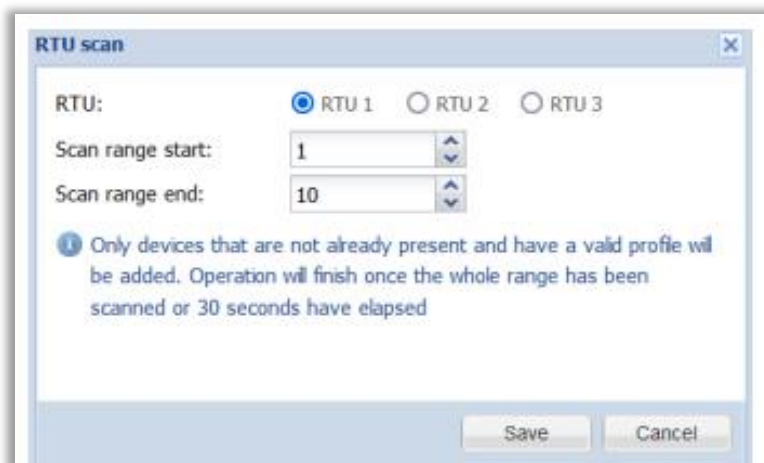 RTU scan
RTU: RTU 1 RTU 2 RTU 3
Scan range start: 1
Scan range end: 10
Only devices that are not already present and have a valid profile will
be added. Operation will finish once the whole range has been
scanned or 30 seconds have elapsed
Save Cancel